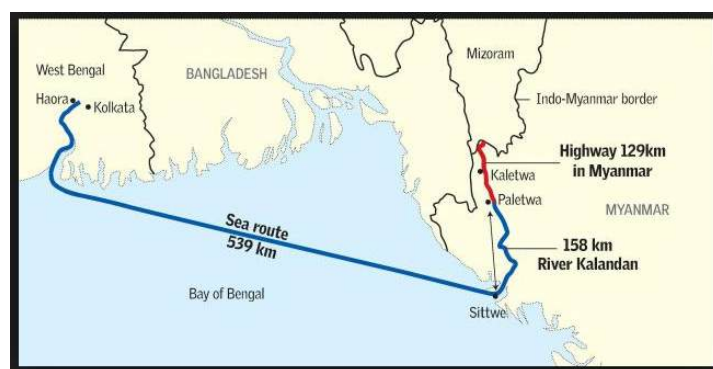 West Bengal
BANGLADESH
Mizoram
Haora
Kolkata
Indo-Myanmar border
Highway 129km
in Myanmar
Kaletwa
Paletwa
MYANMAR
Sea route
539 km
158 km
River Kalandan
Bay of Bengal
Sittwe